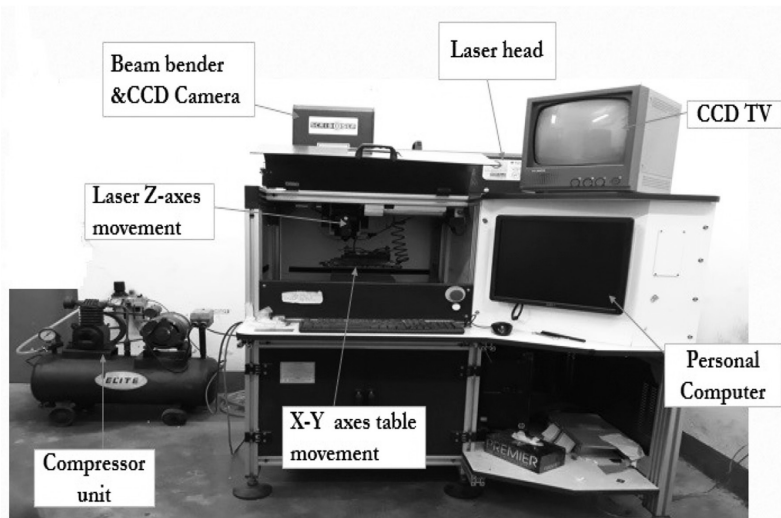 Laser head
Beam bender
&CCD Camera
CCD TV
Laser Z-axes
movement
ELITE
X-Y axes table
movement
Personal
Computer
Compressor
unit
PREMIER